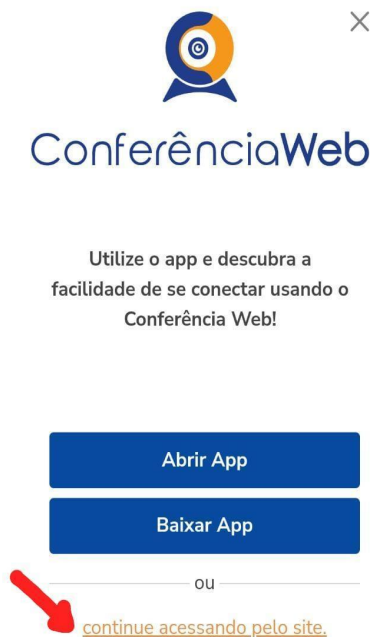 ConferênciaWeb
Utilize o app e descubra a
facilidade de se conectar usando o
Conferência Web!
Abrir App
Baixar App
ou
continue acessando pelo site.